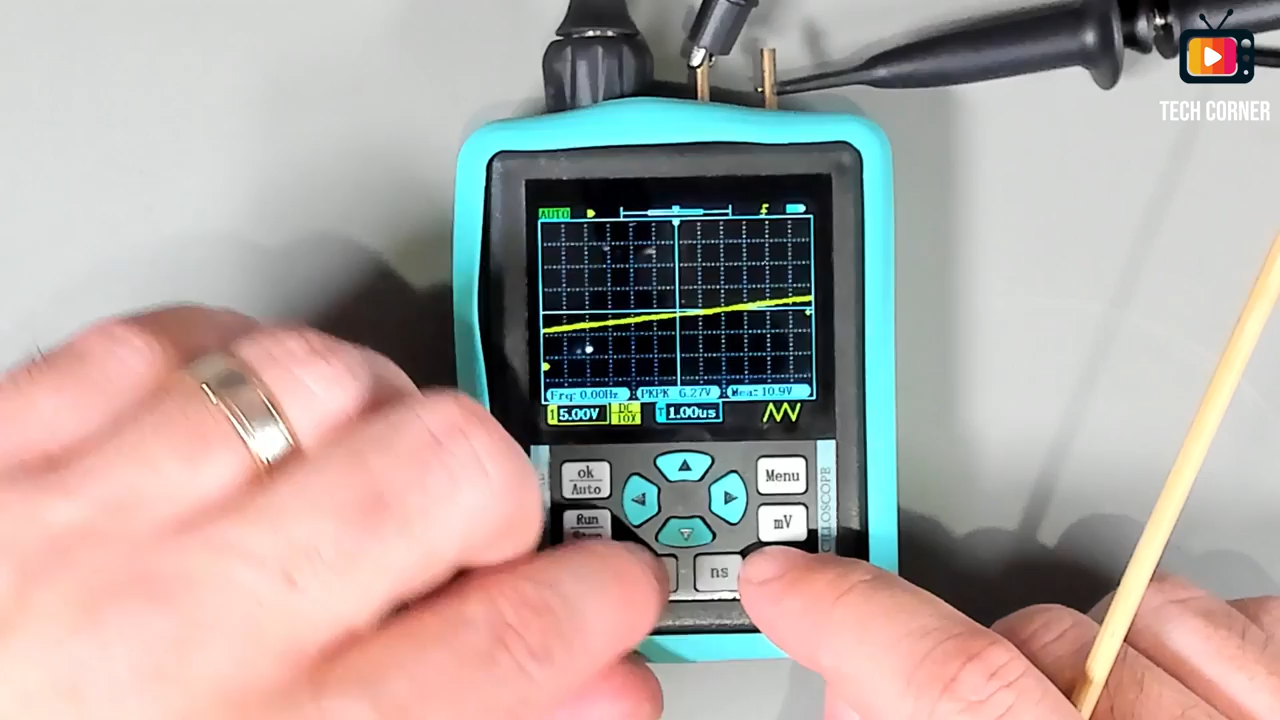 TECH CORNER
AUTO
Frq: 0.00Hz PKPK 6.27V Mea: 10.9V
1 5.00V DC 10X T 1.00us
ok
Auto
Menu
Run
mV
ns